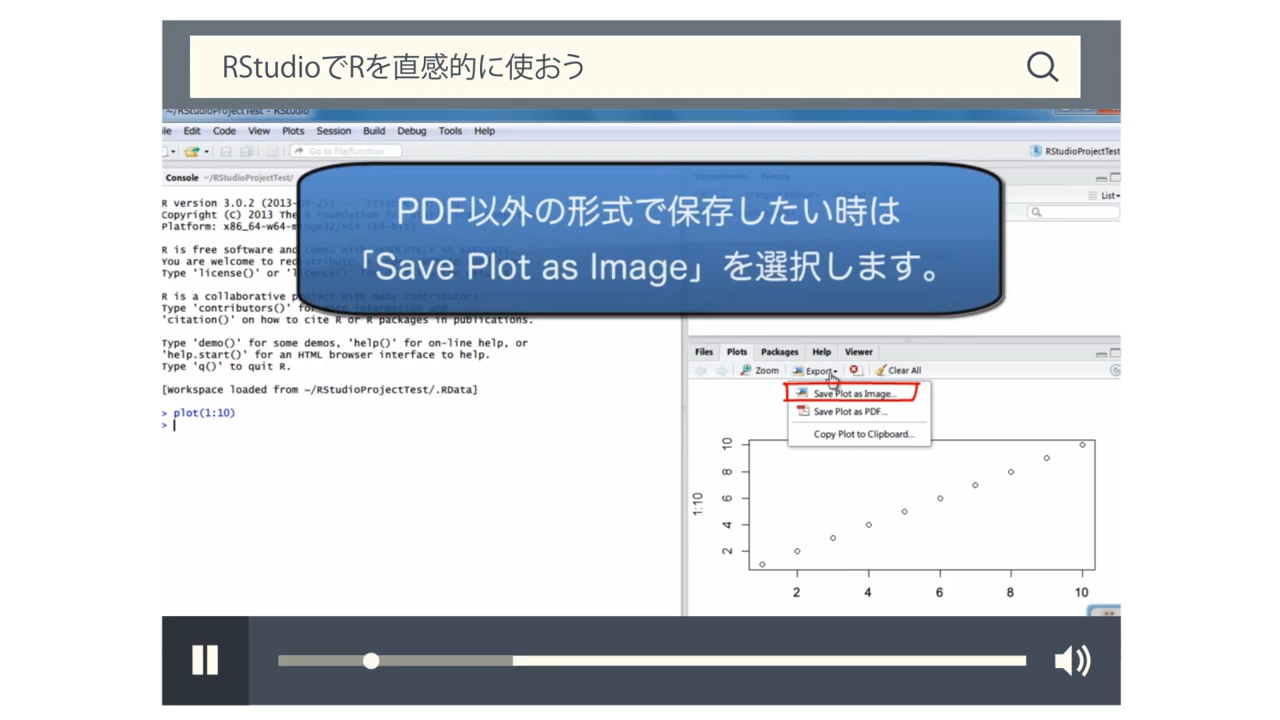 RStudioでRを直感的に使おう
~/RStudioProjectTest - RStudio
Edit Code View Plots Session Build Debug Tools Help
Go to file/function
RStudioProjectTest
Console ~/RStudioProjectTest/
Environment History
List
PDF以外の形式で保存したい時は
「Save Plot as Image」を選択します。
R version 3.0.2 (2013-
Copyright (C) 2013 The R Foundation for
Platform: x86_64-w64-mingw32/x64 (64-bit)
R is free software and comes with ABSOLUTELY NO WARRANTY.
You are welcome to redistribute
Type 'license()' or 'licence()' for
R is a collaborative project with many contributors.
Type 'contributors()' for more information and
'citation()' on how to cite R or R packages in publications.
Type 'demo()' for some demos, 'help()' for on-line help, or
'help.start()' for an HTML browser interface to help.
Type 'q()' to quit R.
[Workspace loaded from ~/RStudioProjectTest/.RData]
> plot(1:10)
>
Files Plots Packages Help Viewer
Zoom Export Clear All
Save Plot as Image...
Save Plot as PDF...
Copy Plot to Clipboard...
10
8
6
4
2
1:10
2 4 6 8 10